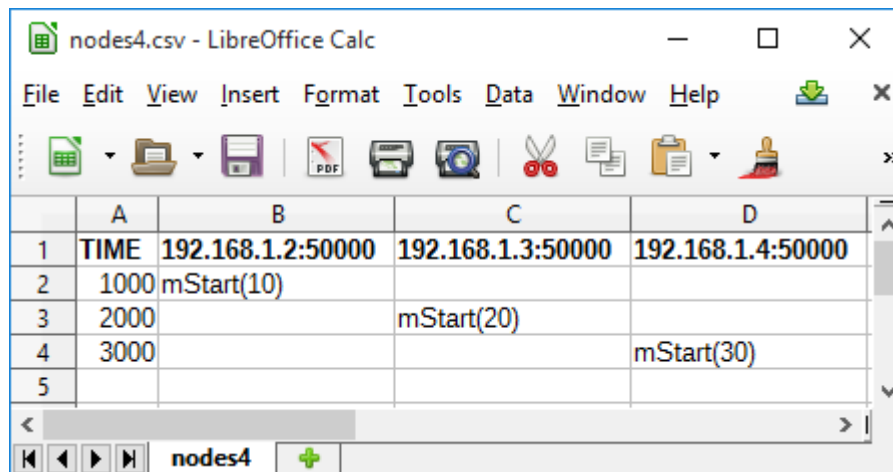 nodes4.csv - LibreOffice Calc
File Edit View Insert Format Tools Data Window Help
PDF
A B C D
1 TIME 192.168.1.2:50000 192.168.1.3:50000 192.168.1.4:50000
2 1000 mStart(10)
3 2000 mStart(20)
4 3000 mStart(30)
5
nodes4